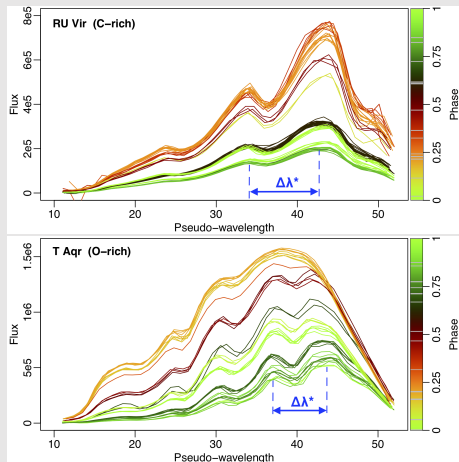 RU Vir (C-rich)
8e5
6e5
4e5
2e5
0
Flux
Δλ*
10 20 30 40 50
Pseudo-wavelength
1
0.75
0.5
0.25
0
Phase
T Aqr (O-rich)
1.5e6
1e6
5e5
0
Flux
Δλ*
10 20 30 40 50
Pseudo-wavelength
1
0.75
0.5
0.25
0
Phase